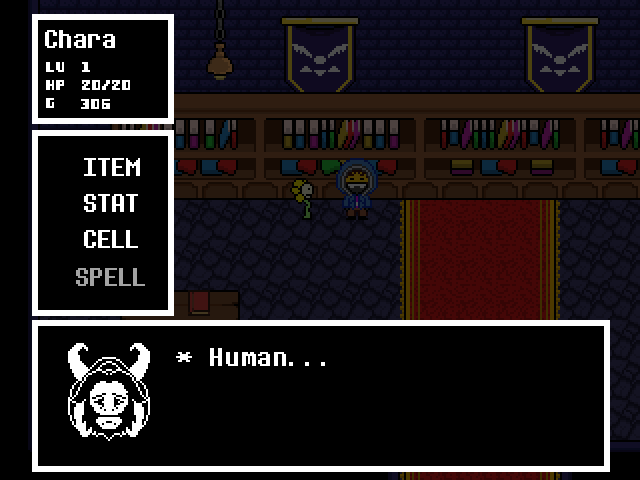 Chara
LV 1
HP 20/20
G 306
ITEM
STAT
CELL
SPELL
* Human...